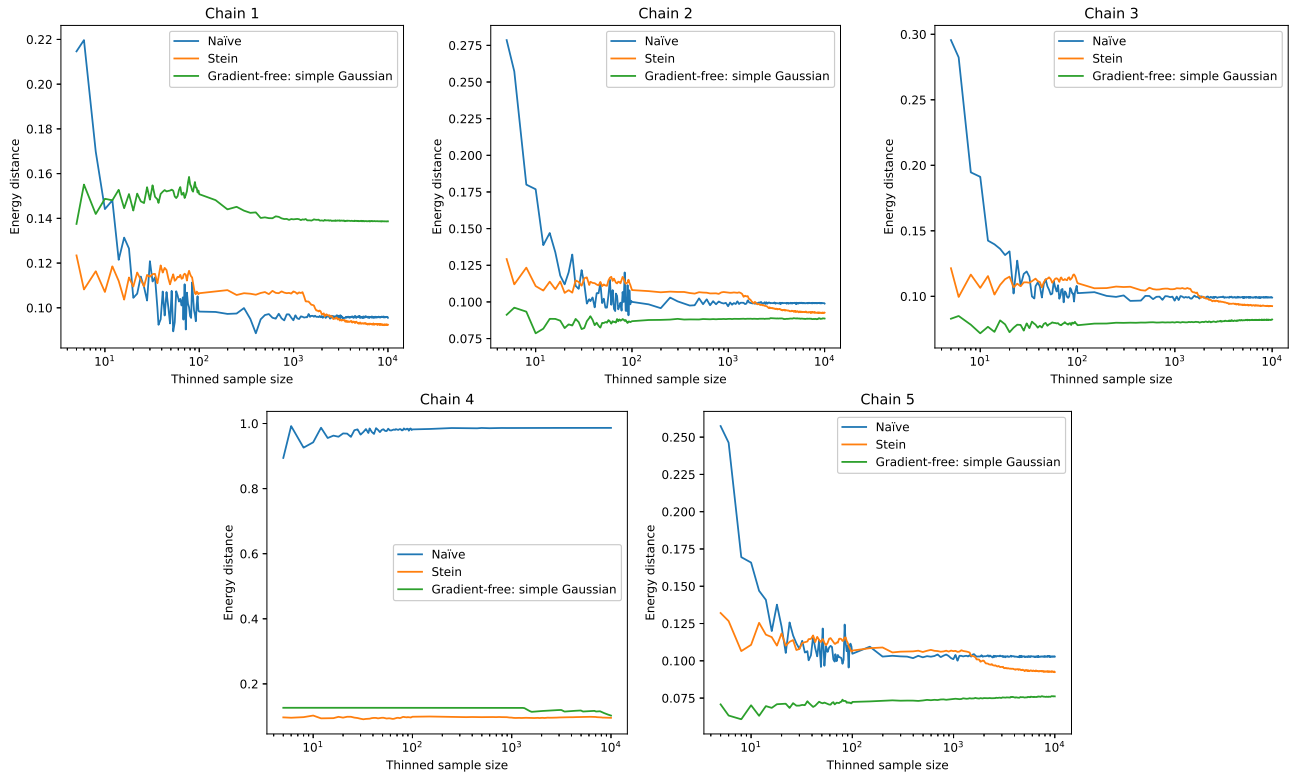 Chain 1
Energy distance
0.22
0.20
0.18
0.16
0.14
0.12
0.10
Naïve
Stein
Gradient-free: simple Gaussian
10¹ 10² 10³ 10⁴
Thinned sample size
Chain 2
Energy distance
0.275
0.250
0.225
0.200
0.175
0.150
0.125
0.100
0.075
Naïve
Stein
Gradient-free: simple Gaussian
10¹ 10² 10³ 10⁴
Thinned sample size
Chain 3
Energy distance
0.30
0.25
0.20
0.15
0.10
Naïve
Stein
Gradient-free: simple Gaussian
10¹ 10² 10³ 10⁴
Thinned sample size
Chain 4
Energy distance
1.0
0.8
0.6
0.4
0.2
Naïve
Stein
Gradient-free: simple Gaussian
10¹ 10² 10³ 10⁴
Thinned sample size
Chain 5
Energy distance
0.250
0.225
0.200
0.175
0.150
0.125
0.100
0.075
Naïve
Stein
Gradient-free: simple Gaussian
10¹ 10² 10³ 10⁴
Thinned sample size